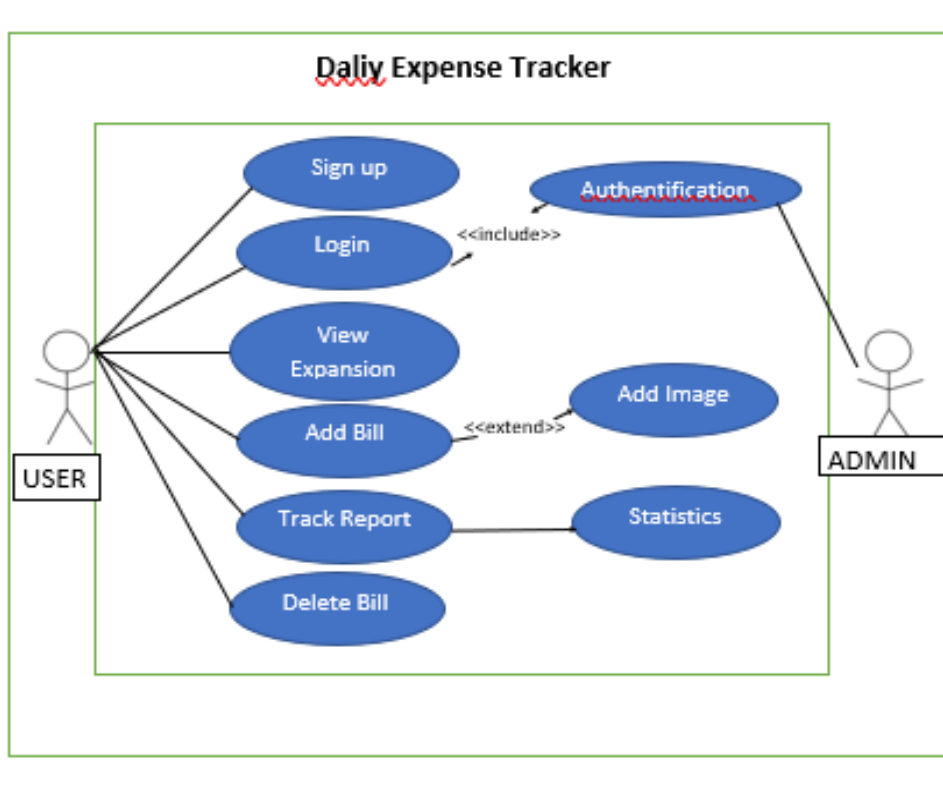 Daliy Expense Tracker
Sign up
Authentification
Login
<<include>>
View
Expansion
Add Image
Add Bill
<<extend>>
USER
ADMIN
Track Report
Statistics
Delete Bill